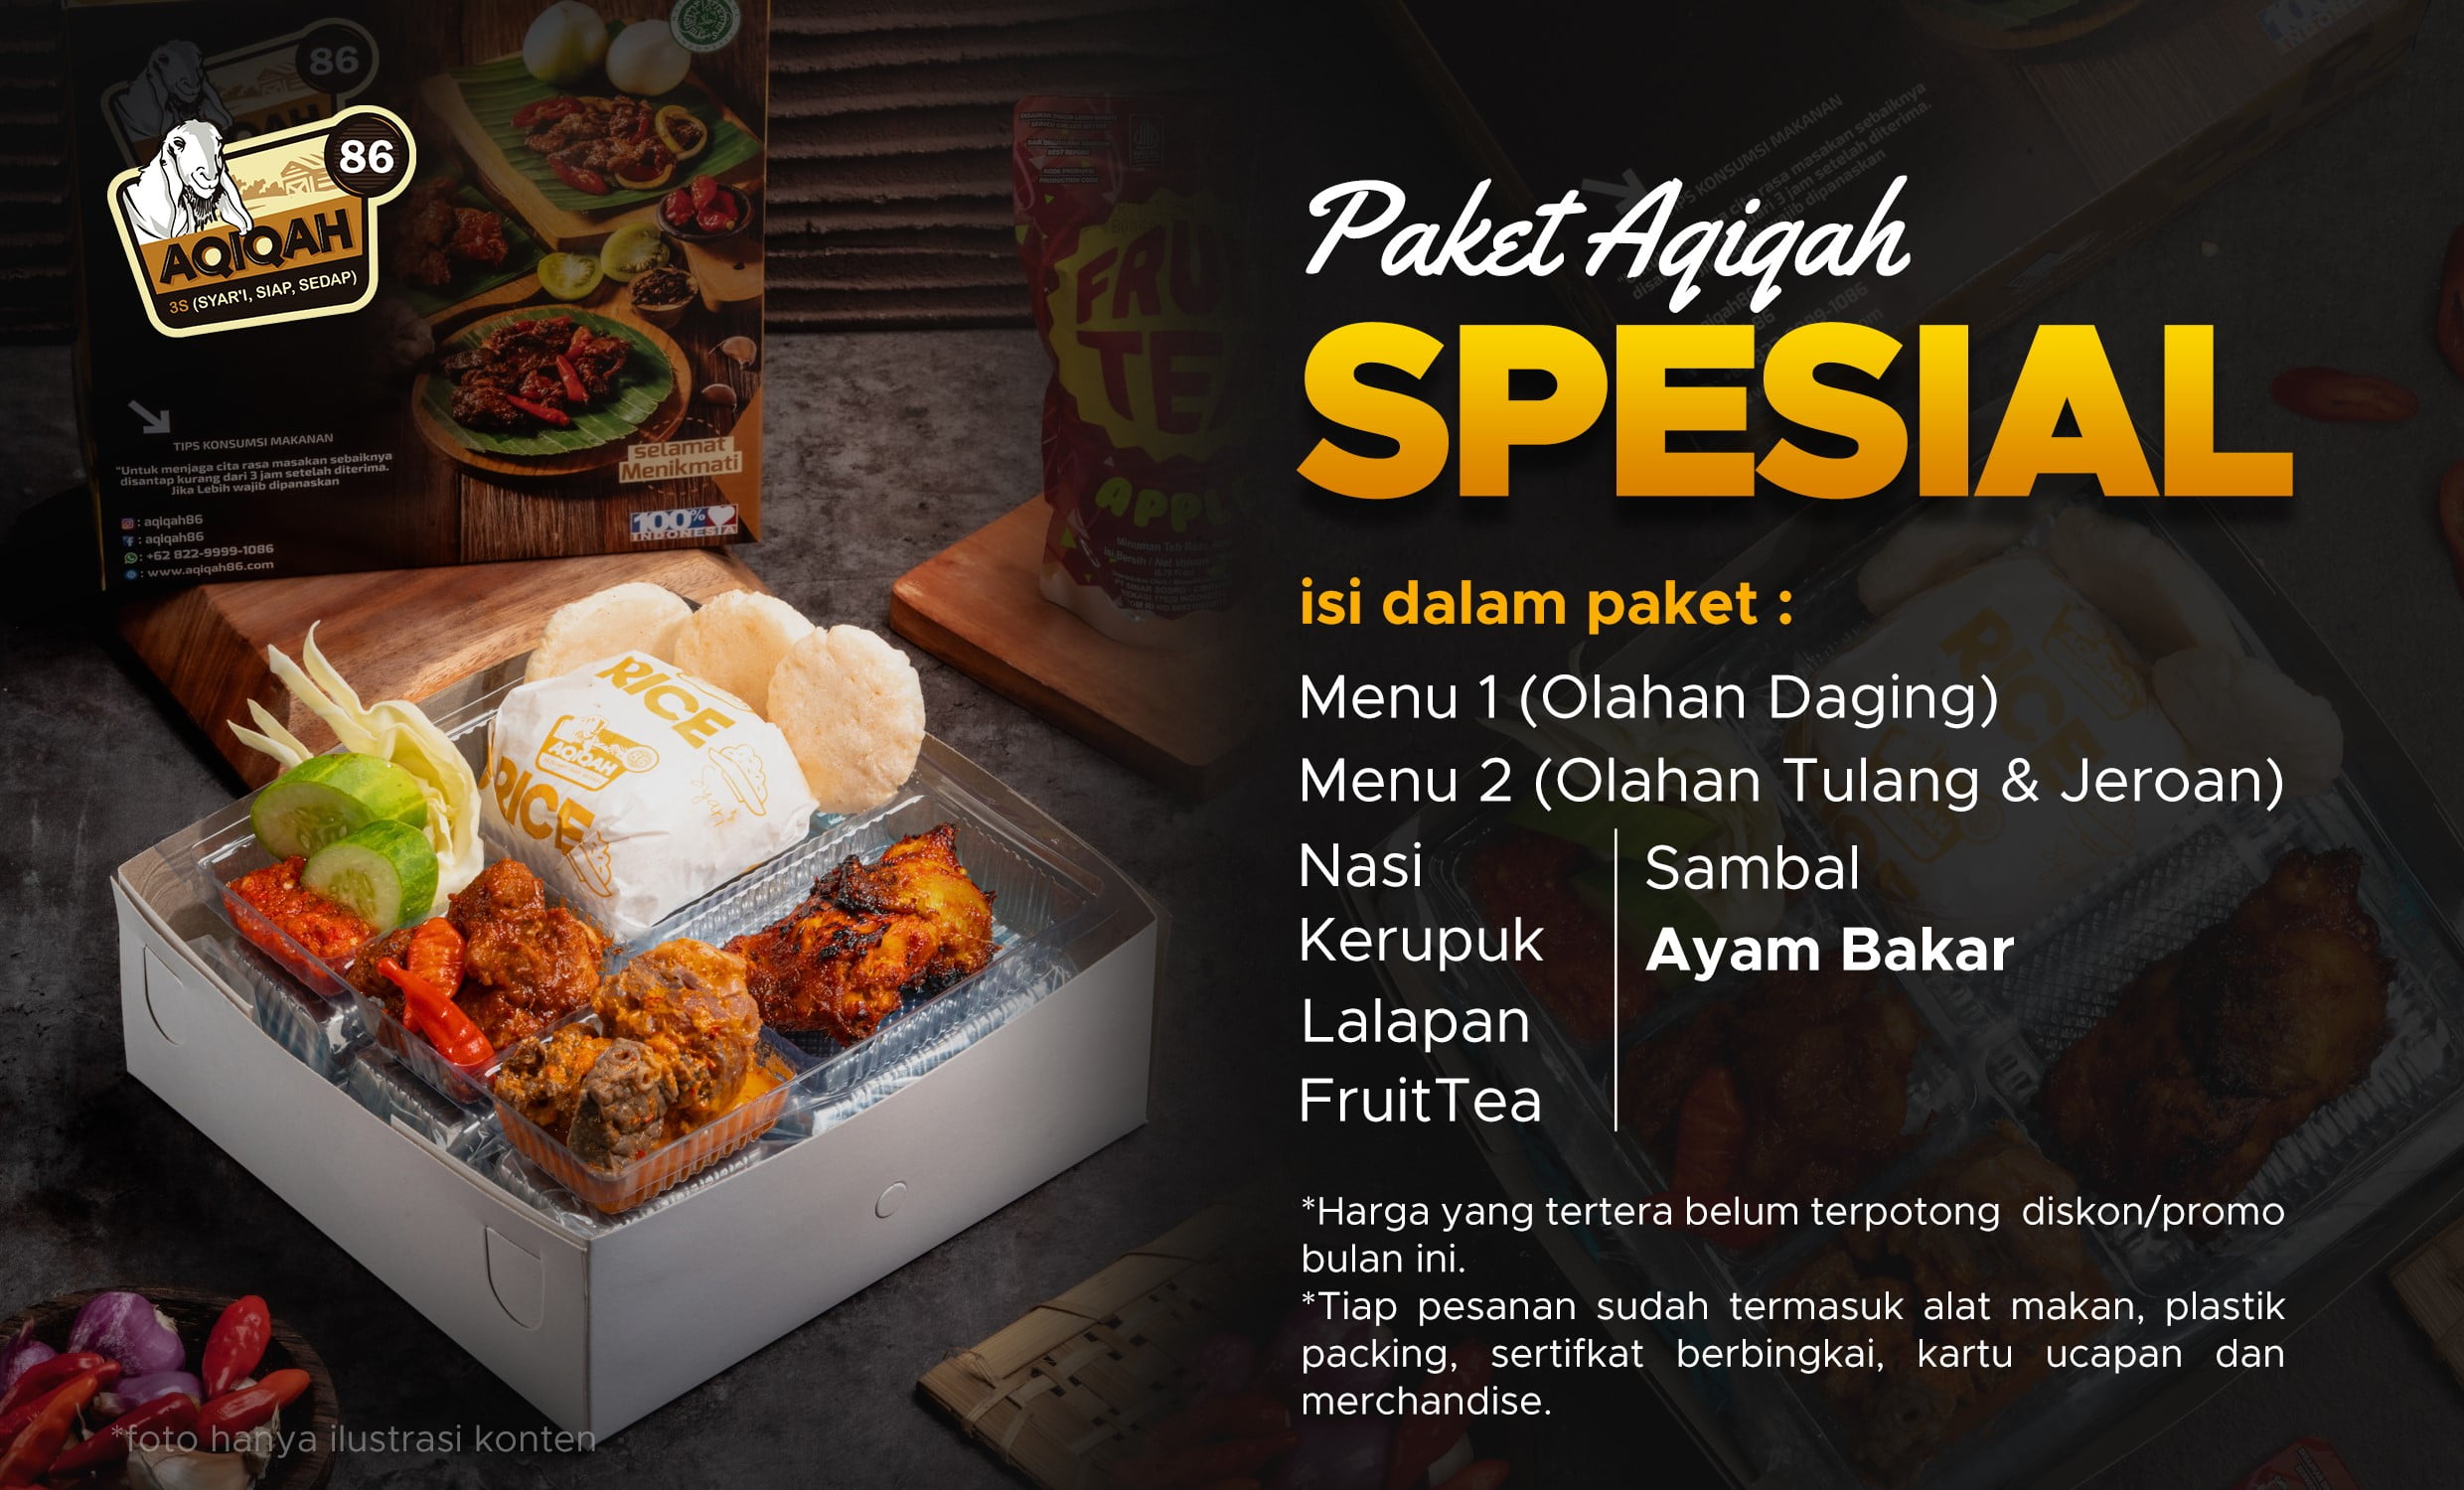 86
AQIQAH
3S (SYAR'I, SIAP, SEDAP)
86
TIPS KONSUMSI MAKANAN
"Untuk menjaga cita rasa masakan sebaiknya
disantap kurang dari 3 jam setelah diterima.
Jika Lebih wajib dipanaskan
: aqiqah86
: aqiqah86
: +62 822-9999-1086
: www.aqiqah86.com
selamat
Menikmati
100%
INDONESIA
RICE
AQIQAH
RICE
Paket Aqiqah
SPESIAL
isi dalam paket :
Menu 1 (Olahan Daging)
Menu 2 (Olahan Tulang & Jeroan)
Nasi
Kerupuk
Lalapan
FruitTea
Sambal
Ayam Bakar
*Harga yang tertera belum terpotong diskon/promo
bulan ini.
*Tiap pesanan sudah termasuk alat makan, plastik
packing, sertifkat berbingkai, kartu ucapan dan
merchandise.
*foto hanya ilustrasi konten